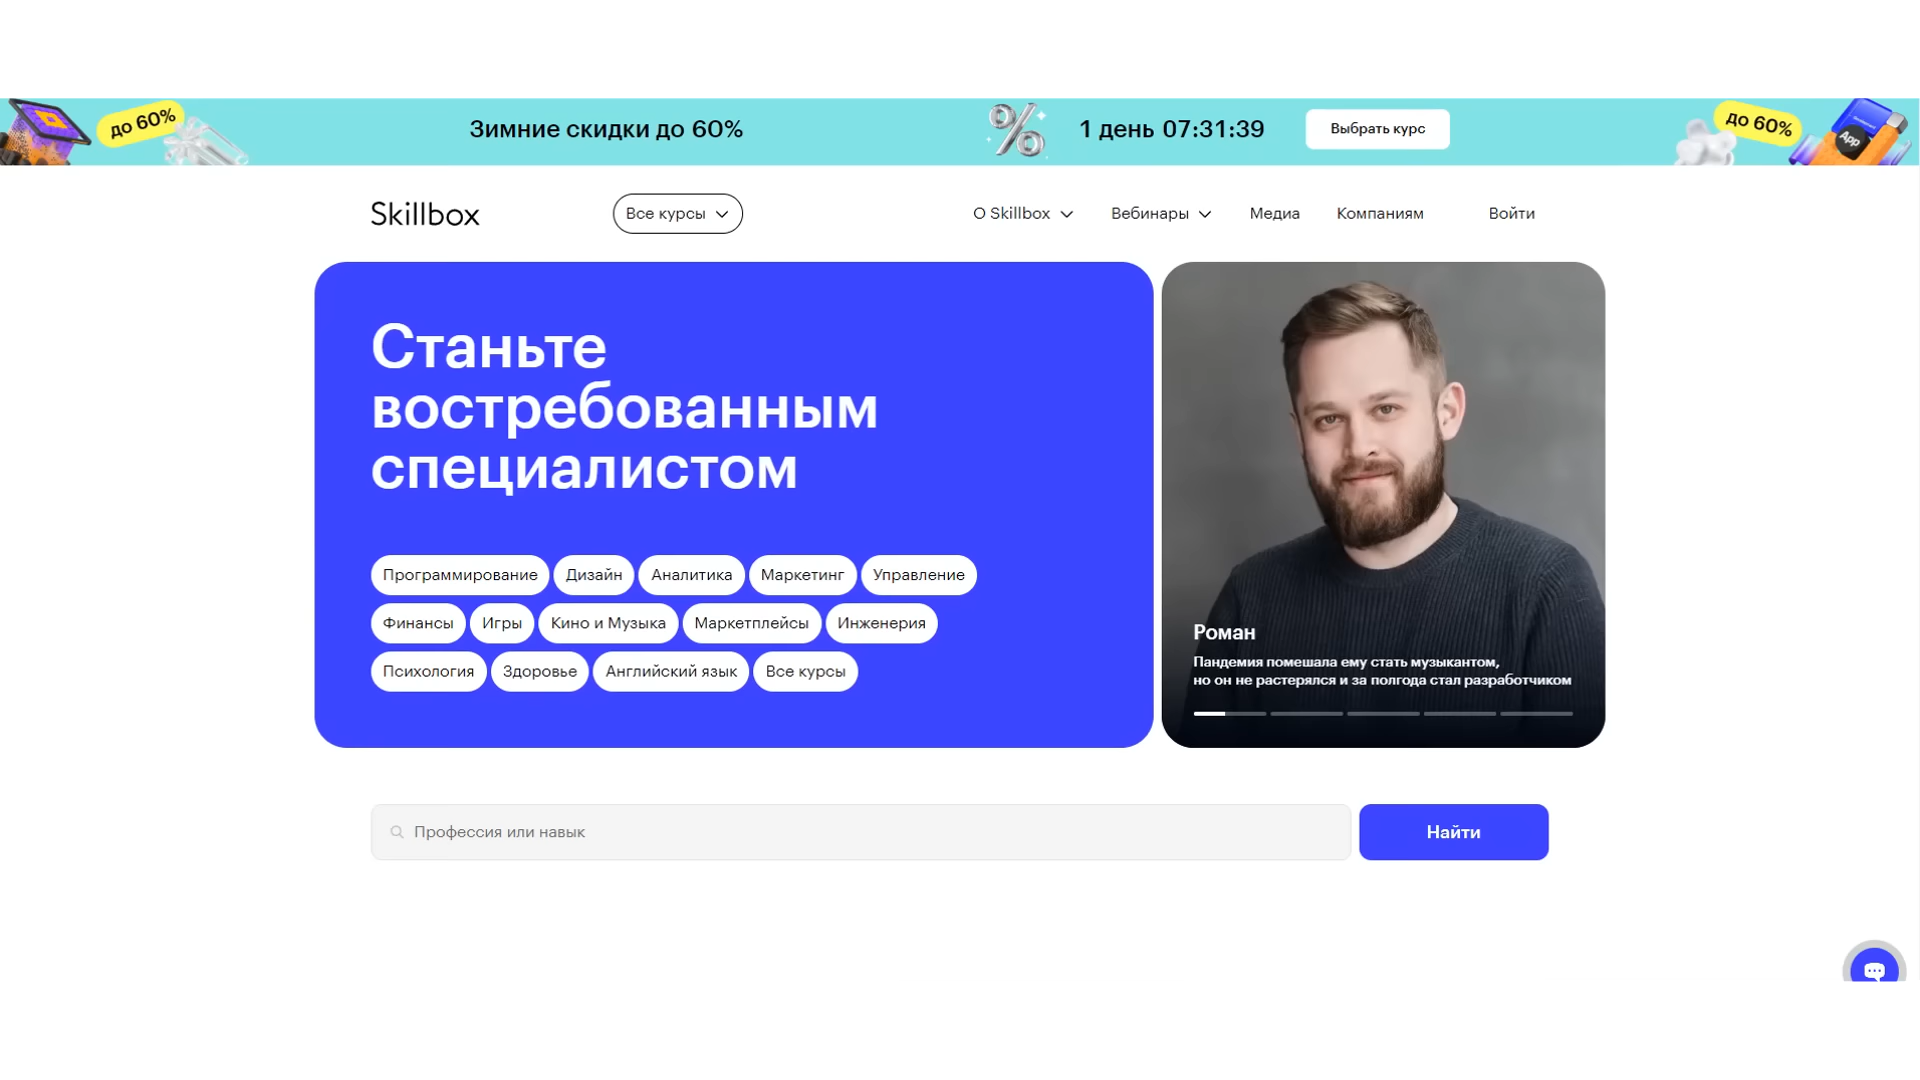 до 60%
Зимние скидки до 60%
%
1 день 07:31:39
Выбрать курс
до 60%
App
Skillbox
Все курсы
О Skillbox
Вебинары
Медиа
Компаниям
Войти
Станьте
востребованным
специалистом
Программирование
Дизайн
Аналитика
Маркетинг
Управление
Финансы
Игры
Кино и Музыка
Маркетплейсы
Инженерия
Психология
Здоровье
Английский язык
Все курсы
Роман
Пандемия помешала ему стать музыкантом,
но он не растерялся и за полгода стал разработчиком
Профессия или навык
Найти